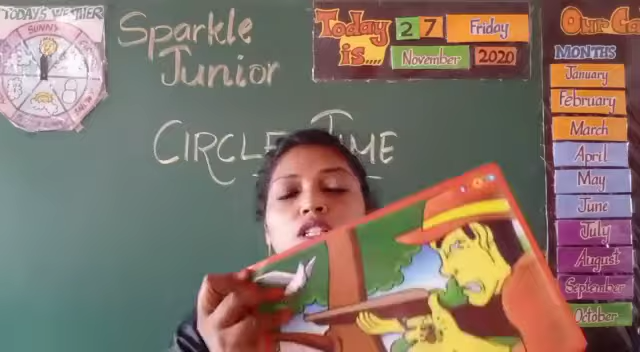 TODAYS WEATHER
SUNNY
Sparkle
Junior
Today
is....
27 Friday
November 2020
CIRCLE TIME
Our
MONTHS
January
February
March
April
May
June
July
August
September
October